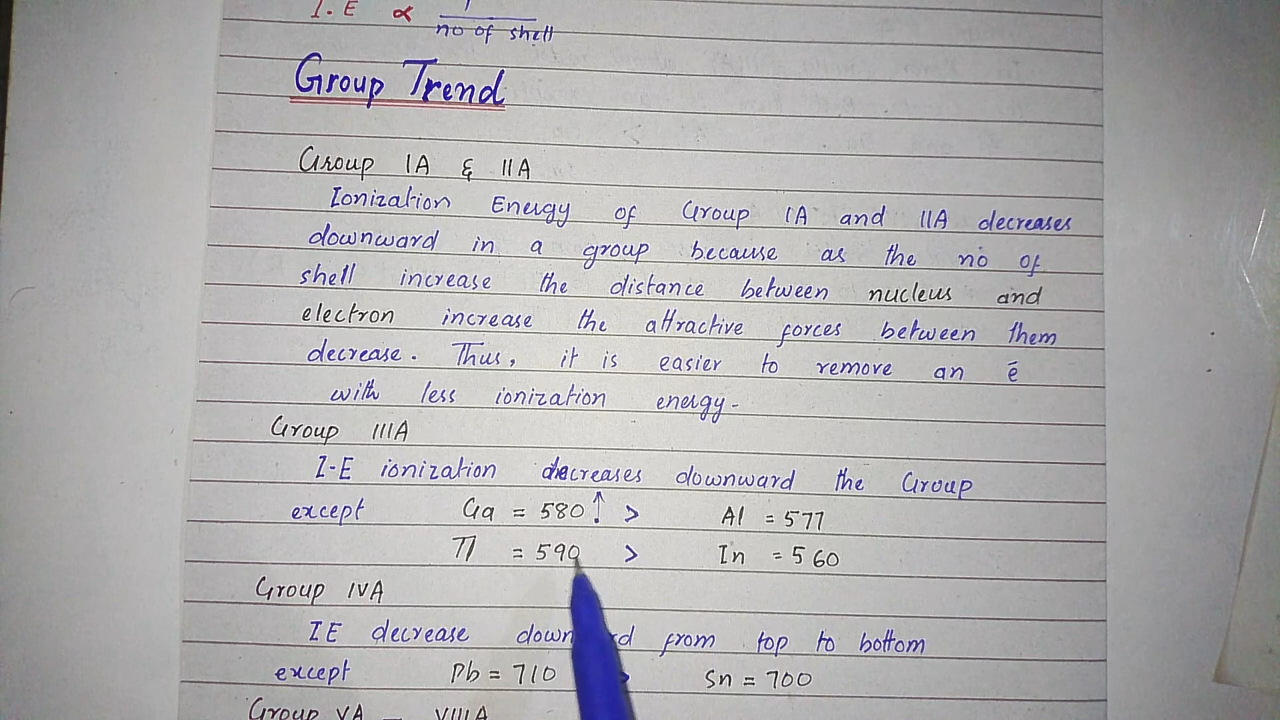 I.E ∝ 1
no of shell
Group Trend
Group IA & IIA
Ionization Energy of Group IA and IIA decreases
downward in a group because as the no of
shell increase the distance between nucleus and
electron increase the attractive forces between them
decrease. Thus, it is easier to remove an ē
with less ionization energy.
Group IIIA
I-E ionization decreases downward the Group
except Ga = 580↑ > Al = 577
Tl = 590 > In = 560
Group IVA
IE decrease down rd from top to bottom
except Pb = 710 > Sn = 700
Group VA – VIIIA